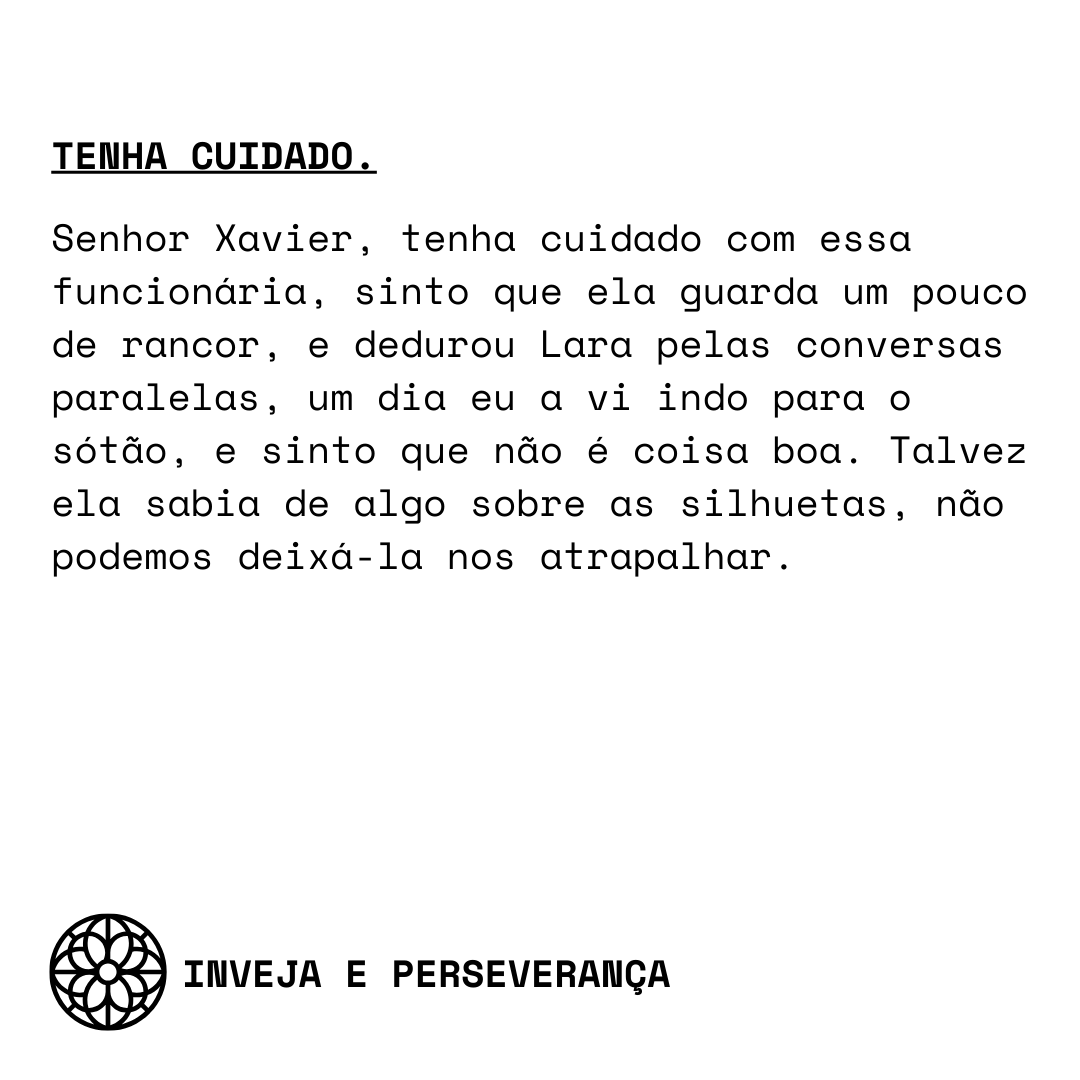 TENHA CUIDADO.
Senhor Xavier, tenha cuidado com essa
funcionária, sinto que ela guarda um pouco
de rancor, e dedurou Lara pelas conversas
paralelas, um dia eu a vi indo para o
sótão, e sinto que não é coisa boa. Talvez
ela sabia de algo sobre as silhuetas, não
podemos deixá-la nos atrapalhar.
INVEJA E PERSEVERANÇA